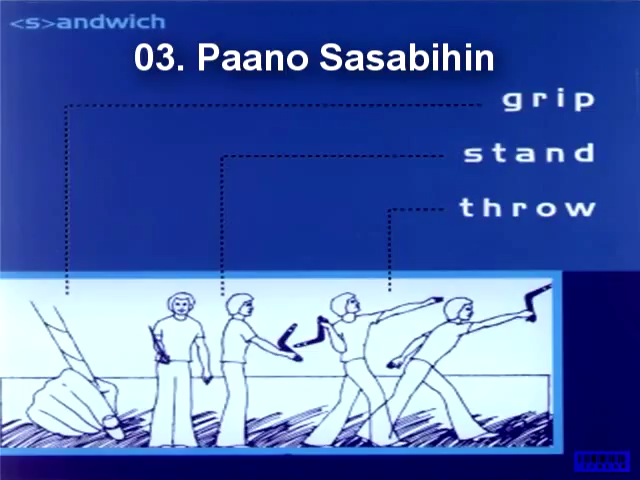 <s>andwich
03. Paano Sasabihin
grip
stand
throw